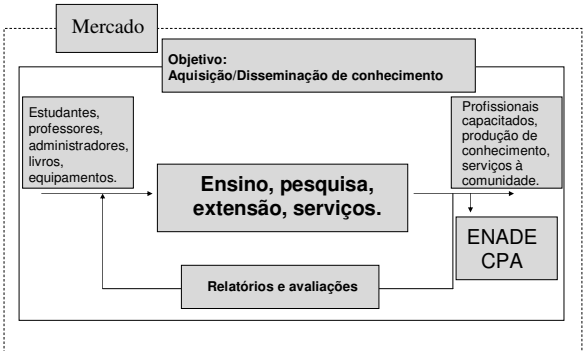 Mercado
Objetivo:
Aquisição/Disseminação de conhecimento
Estudantes,
professores,
administradores,
livros,
equipamentos.
Ensino, pesquisa,
extensão, serviços.
Profissionais
capacitados,
produção de
conhecimento,
serviços à
comunidade.
ENADE
CPA
Relatórios e avaliações